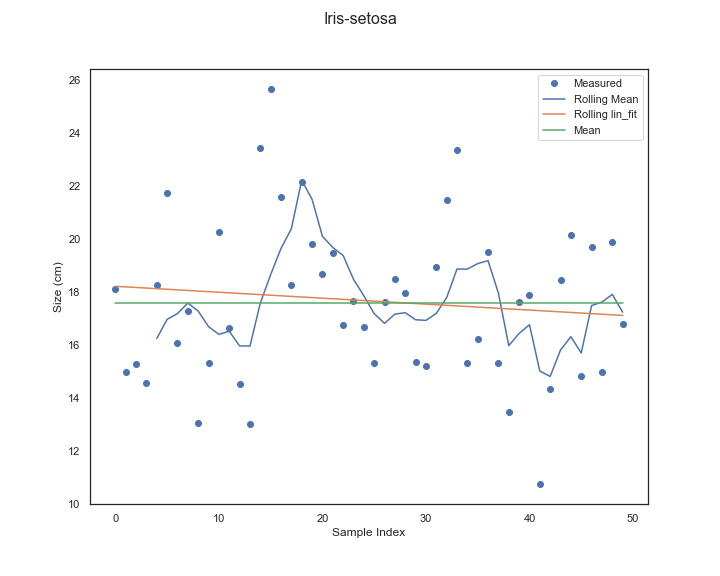 Iris-setosa
Measured
Rolling Mean
Rolling lin_fit
Mean
Size (cm)
26
24
22
20
18
16
14
12
10
0 10 20 30 40 50
Sample Index